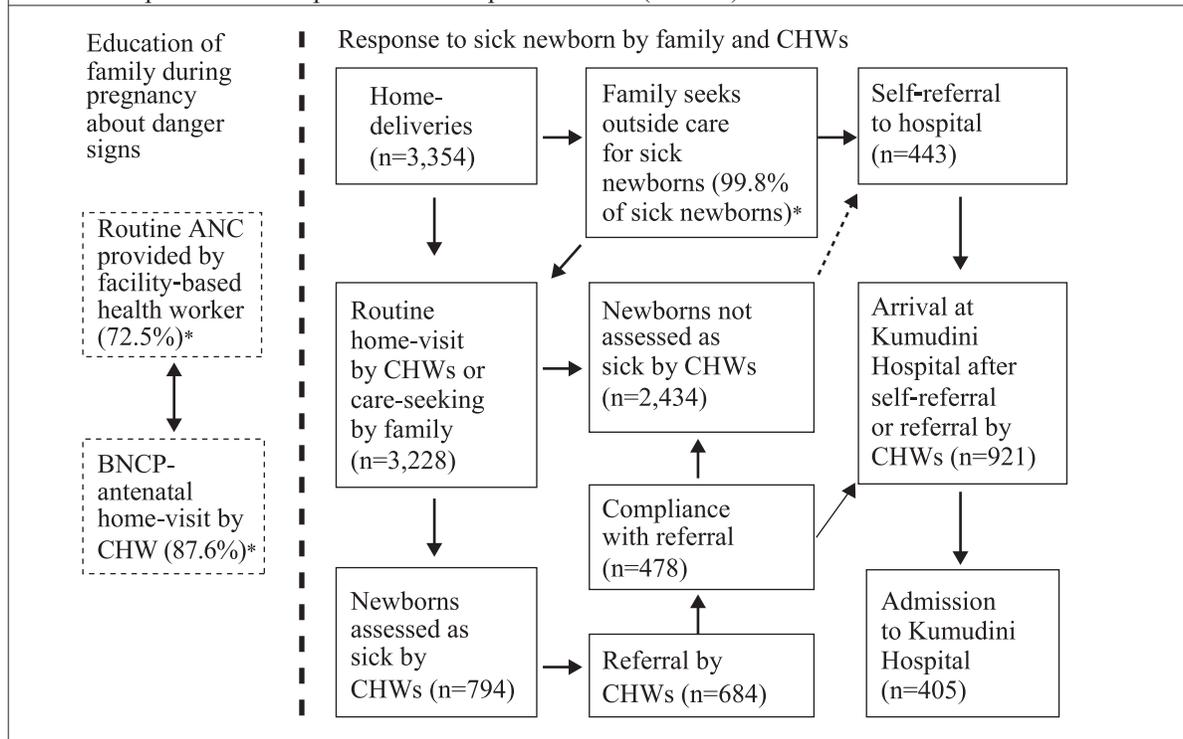 Education of
family during
pregnancy
about danger
signs
Routine ANC
provided by
facility-based
health worker
(72.5%)*
BNCP-
antenatal
home-visit by
CHW (87.6%)*
Response to sick newborn by family and CHWs
Home-
deliveries
(n=3,354)
Family seeks
outside care
for sick
newborns (99.8%
of sick newborns)*
Self-referral
to hospital
(n=443)
Routine
home-visit
by CHWs or
care-seeking
by family
(n=3,228)
Newborns not
assessed as
sick by CHWs
(n=2,434)
Arrival at
Kumudini
Hospital after
self-referral
or referral by
CHWs (n=921)
Compliance
with referral
(n=478)
Newborns
assessed as
sick by
CHWs (n=794)
Referral by
CHWs (n=684)
Admission
to Kumudini
Hospital
(n=405)